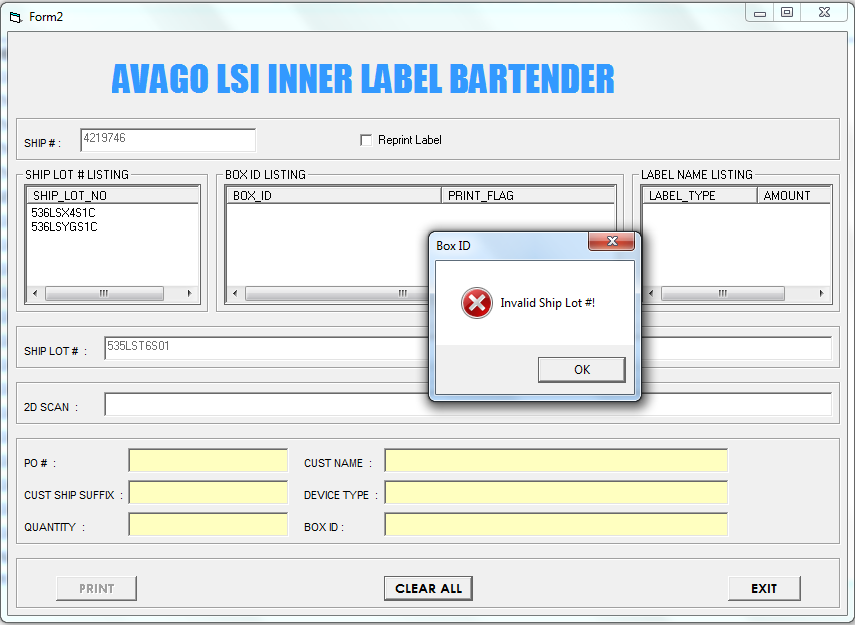 Form2
AVAGO LSI INNER LABEL BARTENDER
SHIP # : 4219746 Reprint Label
SHIP LOT # LISTING BOX ID LISTING LABEL NAME LISTING
SHIP_LOT_NO BOX_ID PRINT_FLAG LABEL_TYPE AMOUNT
536LSX4S1C
536LSYGS1C
Box ID
Invalid Ship Lot #!
OK
SHIP LOT # : 535LST6S01
2D SCAN :
PO # : CUST NAME :
CUST SHIP SUFFIX : DEVICE TYPE :
QUANTITY : BOX ID :
PRINT CLEAR ALL EXIT